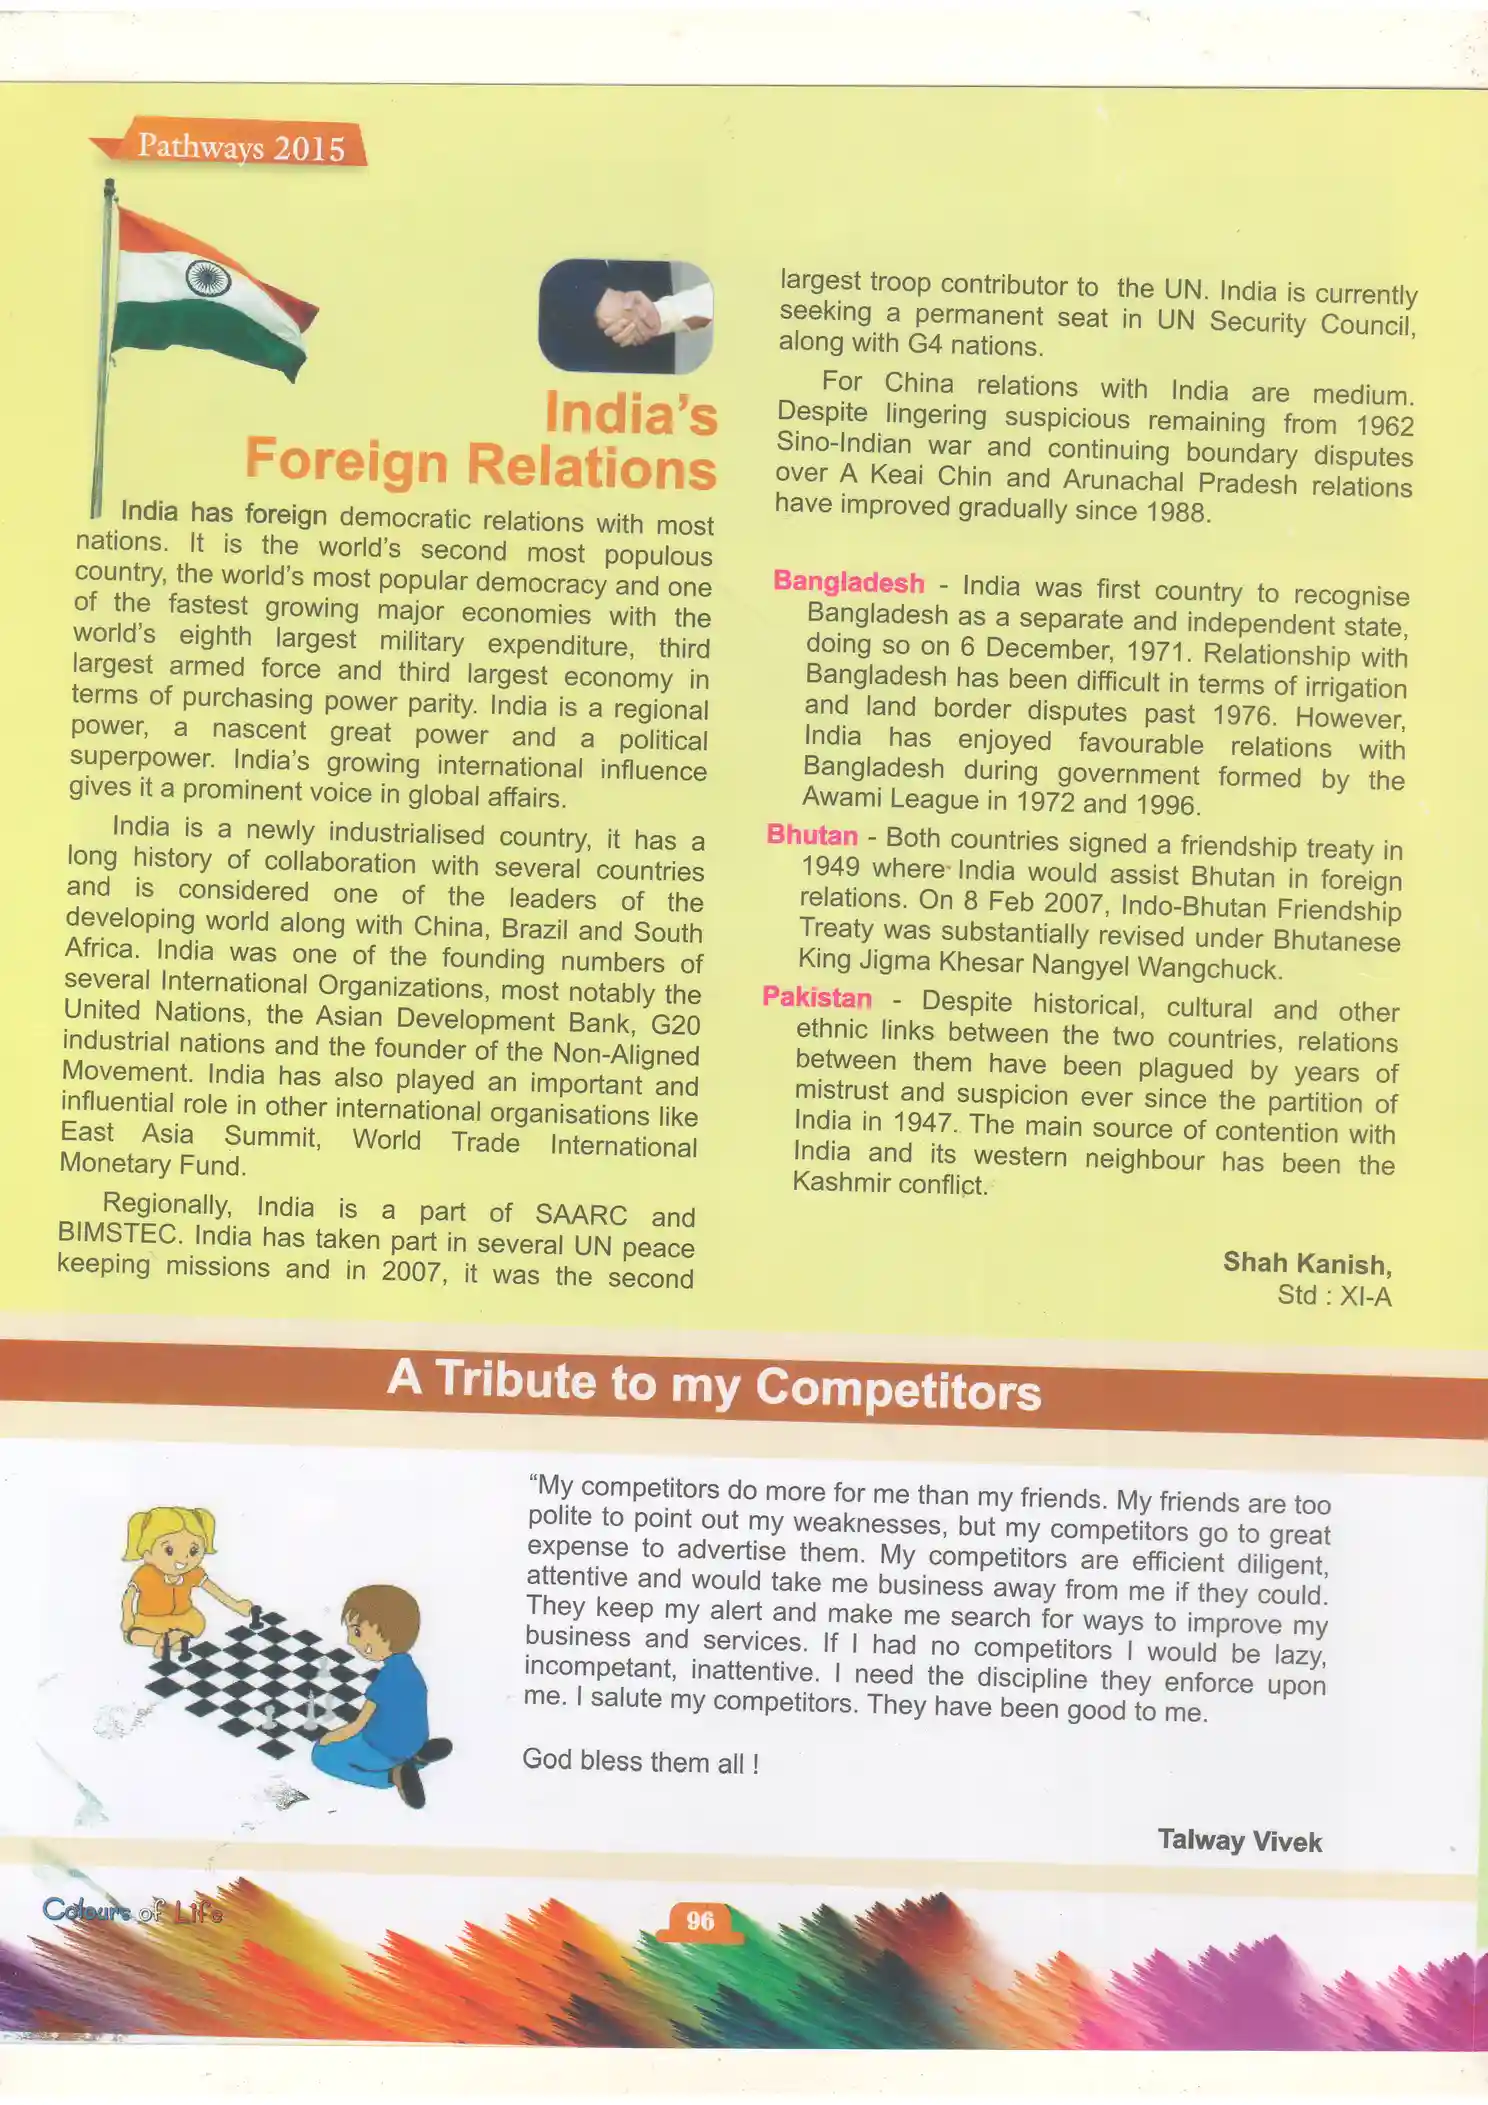 Pathways 2015
India's
Foreign Relations
India has foreign democratic relations with most
nations. It is the world's second most populous
country, the world's most popular democracy and one
of the fastest growing major economies with the
world's eighth largest military expenditure, third
largest armed force and third largest economy in
terms of purchasing power parity. India is a regional
power, a nascent great power and a political
superpower. India's growing international influence
gives it a prominent voice in global affairs.
India is a newly industrialised country, it has a
long history of collaboration with several countries
and is considered one of the leaders of the
developing world along with China, Brazil and South
Africa. India was one of the founding numbers of
several International Organizations, most notably the
United Nations, the Asian Development Bank, G20
industrial nations and the founder of the Non-Aligned
Movement. India has also played an important and
influential role in other international organisations like
East Asia Summit, World Trade International
Monetary Fund.
Regionally, India is a part of SAARC and
BIMSTEC. India has taken part in several UN peace
keeping missions and in 2007, it was the second
largest troop contributor to the UN. India is currently
seeking a permanent seat in UN Security Council,
along with G4 nations.
For China relations with India are medium.
Despite lingering suspicious remaining from 1962
Sino-Indian war and continuing boundary disputes
over A Keai Chin and Arunachal Pradesh relations
have improved gradually since 1988.
Bangladesh - India was first country to recognise
Bangladesh as a separate and independent state,
doing so on 6 December, 1971. Relationship with
Bangladesh has been difficult in terms of irrigation
and land border disputes past 1976. However,
India has enjoyed favourable relations with
Bangladesh during government formed by the
Awami League in 1972 and 1996.
Bhutan - Both countries signed a friendship treaty in
1949 where India would assist Bhutan in foreign
relations. On 8 Feb 2007, Indo-Bhutan Friendship
Treaty was substantially revised under Bhutanese
King Jigma Khesar Nangyel Wangchuck.
Pakistan - Despite historical, cultural and other
ethnic links between the two countries, relations
between them have been plagued by years of
mistrust and suspicion ever since the partition of
India in 1947. The main source of contention with
India and its western neighbour has been the
Kashmir conflict.
Shah Kanish,
Std : XI-A
A Tribute to my Competitors
“My competitors do more for me than my friends. My friends are too
polite to point out my weaknesses, but my competitors go to great
expense to advertise them. My competitors are efficient diligent,
attentive and would take me business away from me if they could.
They keep my alert and make me search for ways to improve my
business and services. If I had no competitors I would be lazy,
incompetant, inattentive. I need the discipline they enforce upon
me. I salute my competitors. They have been good to me.
God bless them all !
Talway Vivek
Colours of Life
96